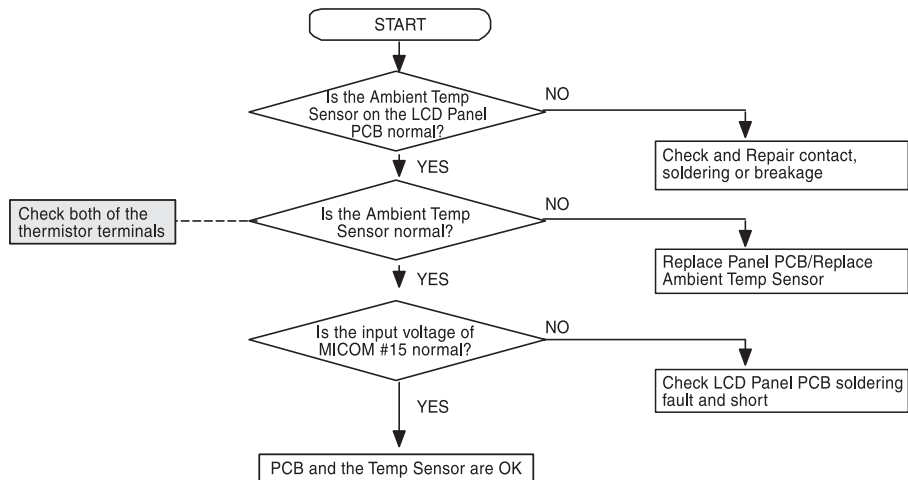 START
Is the Ambient Temp
Sensor on the LCD Panel
PCB normal?
NO
Check and Repair contact,
soldering or breakage
YES
Check both of the
thermistor terminals
Is the Ambient Temp
Sensor normal?
NO
Replace Panel PCB/Replace
Ambient Temp Sensor
YES
Is the input voltage of
MICOM #15 normal?
NO
Check LCD Panel PCB soldering
fault and short
YES
PCB and the Temp Sensor are OK